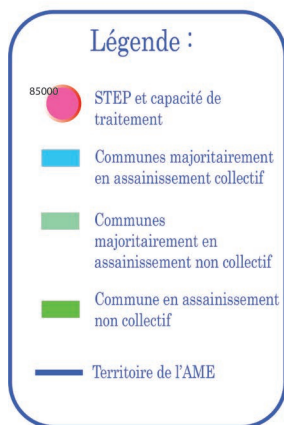 Légende :
85000
STEP et capacité de
traitement
Communes majoritairement
en assainissement collectif
Communes
majoritairement en
assainissement non collectif
Commune en assainissement
non collectif
Territoire de l'AME